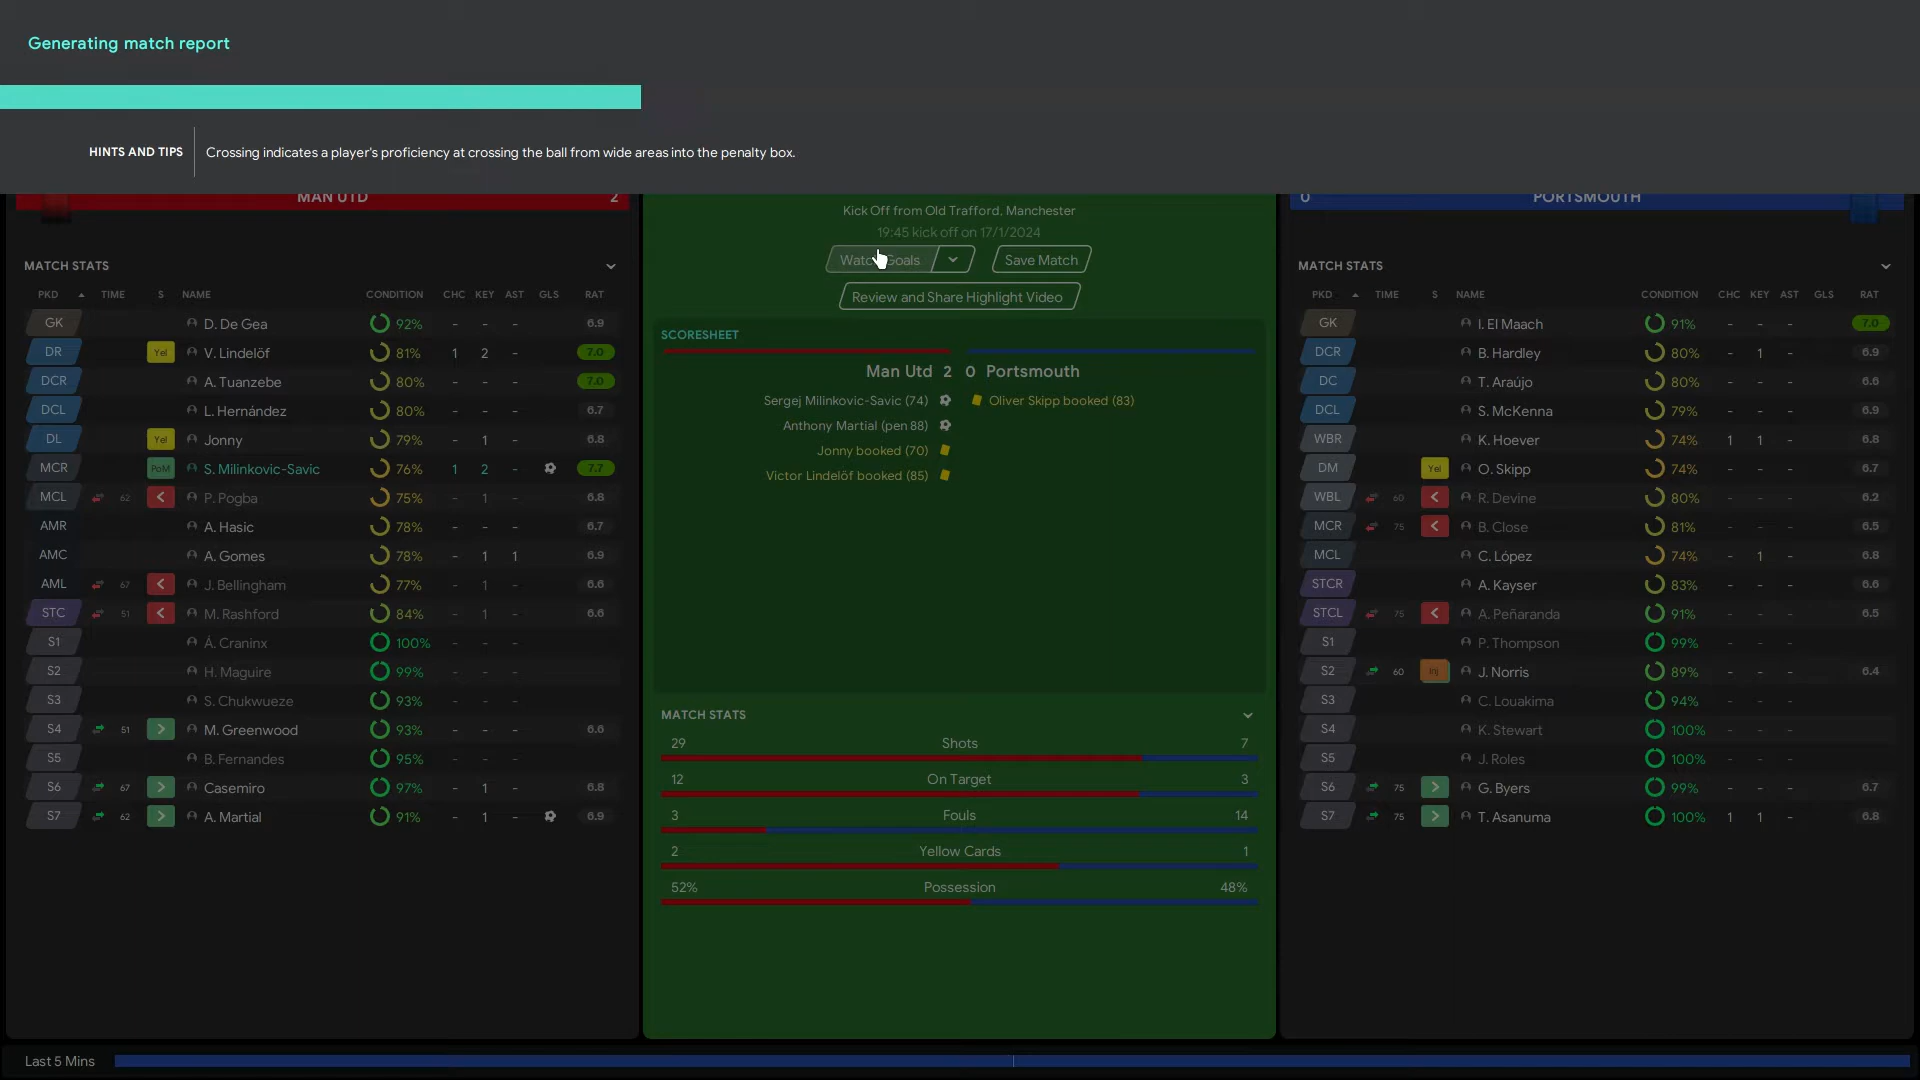 Generating match report
HINTS AND TIPS Crossing indicates a player's proficiency at crossing the ball from wide areas into the penalty box.
MAN UTD 2
Kick Off from Old Trafford, Manchester
19:45 kick off on 17/1/2024
Watch Goals Save Match
Review and Share Highlight Video
0 PORTSMOUTH
MATCH STATS
PKD TIME S NAME CONDITION CHC KEY AST GLS RAT
GK D. De Gea 92% - - - 6.9
DR Yel V. Lindelöf 81% 1 2 - 7.0
DCR A. Tuanzebe 80% - - - 7.0
DCL L. Hernández 80% - - - 6.7
DL Yel Jonny 79% - 1 - 6.8
MCR PoM S. Milinkovic-Savic 76% 1 2 - 7.7
MCL 62 P. Pogba 75% - 1 - 6.8
AMR A. Hasic 78% - - - 6.7
AMC A. Gomes 78% - 1 1 6.9
AML 67 J. Bellingham 77% - 1 - 6.6
STC 51 M. Rashford 84% - 1 - 6.6
S1 Á. Craninx 100% - - -
S2 H. Maguire 99% - - -
S3 S. Chukwueze 93% - - -
S4 51 M. Greenwood 93% - - - 6.6
S5 B. Fernandes 95% - - -
S6 67 Casemiro 97% - 1 - 6.8
S7 62 A. Martial 91% - 1 - 6.9
SCORESHEET
Man Utd 2 0 Portsmouth
Sergej Milinkovic-Savic (74) Oliver Skipp booked (83)
Anthony Martial (pen 88)
Jonny booked (70)
Victor Lindelöf booked (85)
MATCH STATS
29 Shots 7
12 On Target 3
3 Fouls 14
2 Yellow Cards 1
52% Possession 48%
MATCH STATS
PKD TIME S NAME CONDITION CHC KEY AST GLS RAT
GK I. El Maach 91% - - - 7.0
DCR B. Hardley 80% - 1 - 6.9
DC T. Araújo 80% - - - 6.6
DCL S. McKenna 79% - - - 6.9
WBR K. Hoever 74% 1 1 - 6.8
DM Yel O. Skipp 74% - - - 6.7
WBL 60 R. Devine 80% - - - 6.2
MCR 75 B. Close 81% - - - 6.5
MCL C. López 74% - 1 - 6.8
STCR A. Kayser 83% - - - 6.6
STCL 75 A. Peñaranda 91% - - - 6.5
S1 P. Thompson 99% - - -
S2 60 Inj J. Norris 89% - - - 6.4
S3 C. Louakima 94% - - -
S4 K. Stewart 100% - - -
S5 J. Roles 100% - - -
S6 75 G. Byers 99% - - - 6.7
S7 75 T. Asanuma 100% 1 1 - 6.8
Last 5 Mins